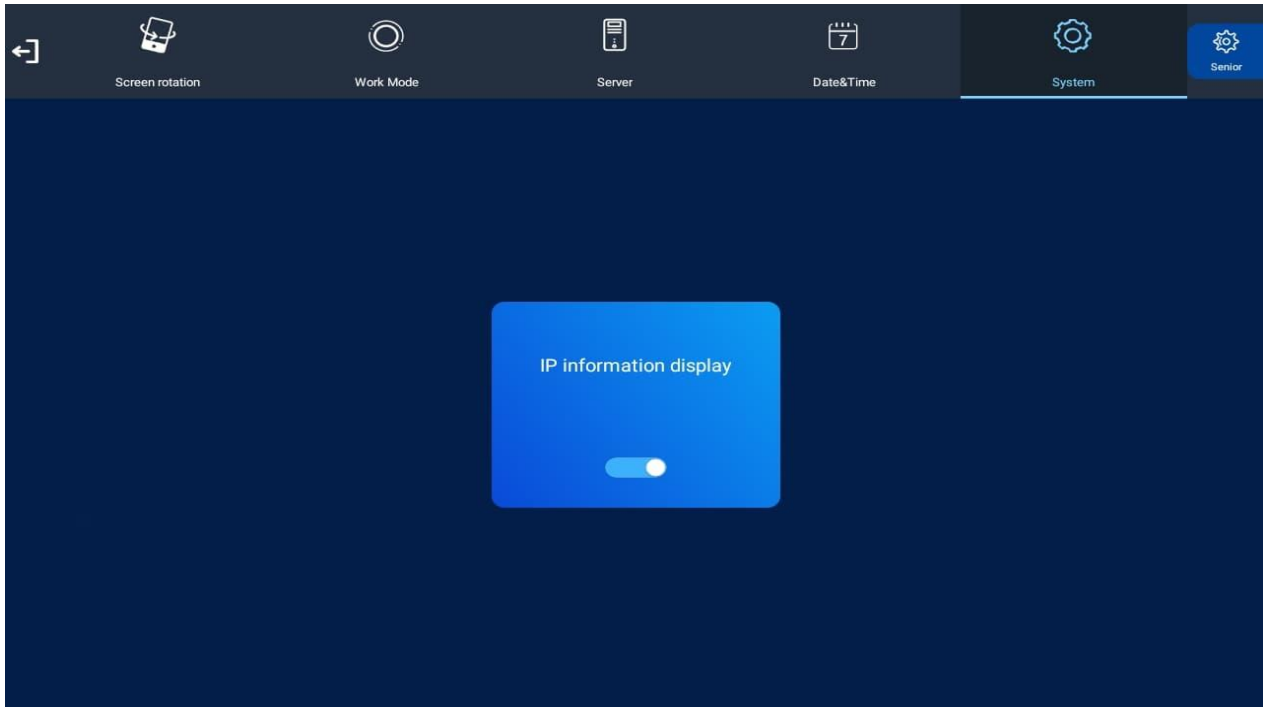 Screen rotation
Work Mode
Server
7
Date&Time
System
Senior
IP information display